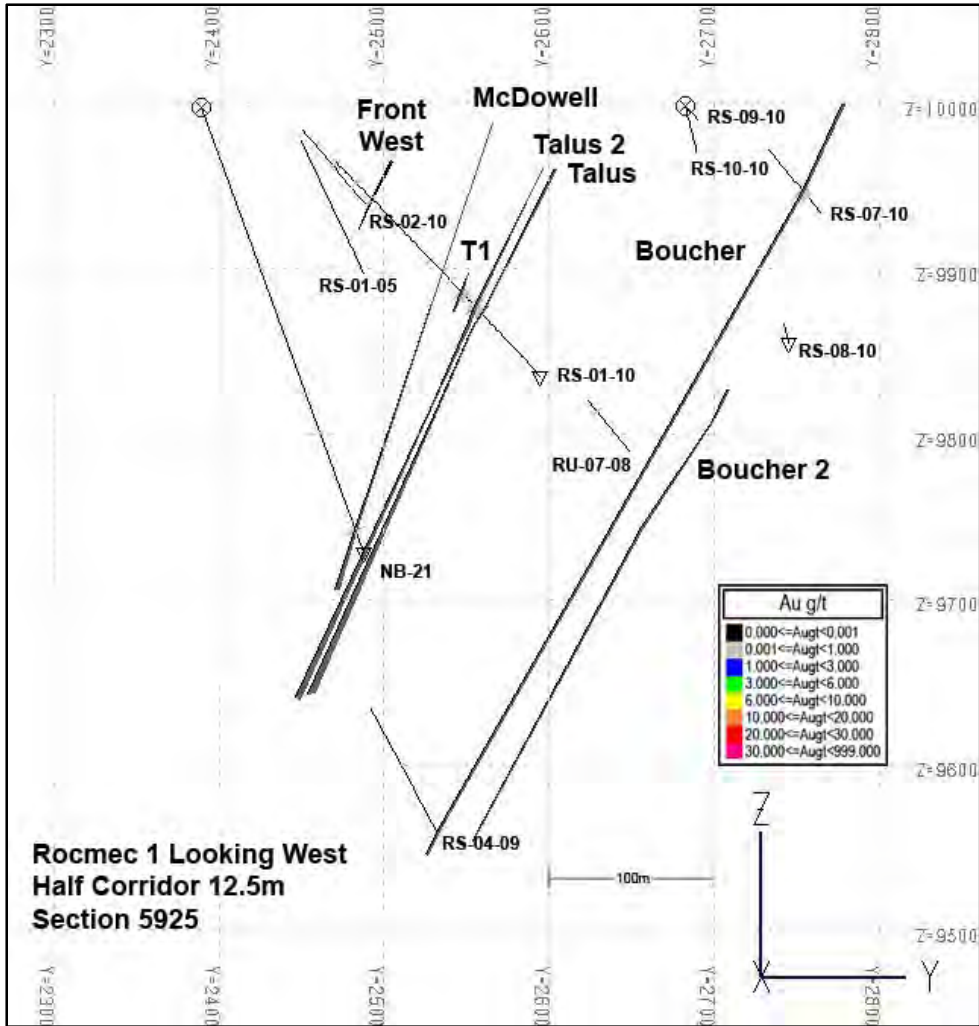 Y=2300
Y=2400
Y=2500
Y=2600
Y=2700
Y=2800
Z=10000
Front
West
McDowell
Talus 2
Talus
RS-09-10
RS-10-10
RS-07-10
RS-02-10
T1
Boucher
RS-01-05
RS-08-10
Z=9900
RS-01-10
RU-07-08
Boucher 2
Z=9800
NB-21
Z=9700
Au g/t
0.000<=Augt<0.001
0.001<=Augt<1.000
1.000<=Augt<3.000
3.000<=Augt<6.000
6.000<=Augt<10.000
10.000<=Augt<20.000
20.000<=Augt<30.000
30.000<=Augt<999.000
Z=9600
RS-04-09
Rocmec 1 Looking West
Half Corridor 12.5m
Section 5925
100m
Z
X
Y
Z=9500
Y=2300
Y=2400
Y=2500
Y=2600
Y=2700
Y=2800